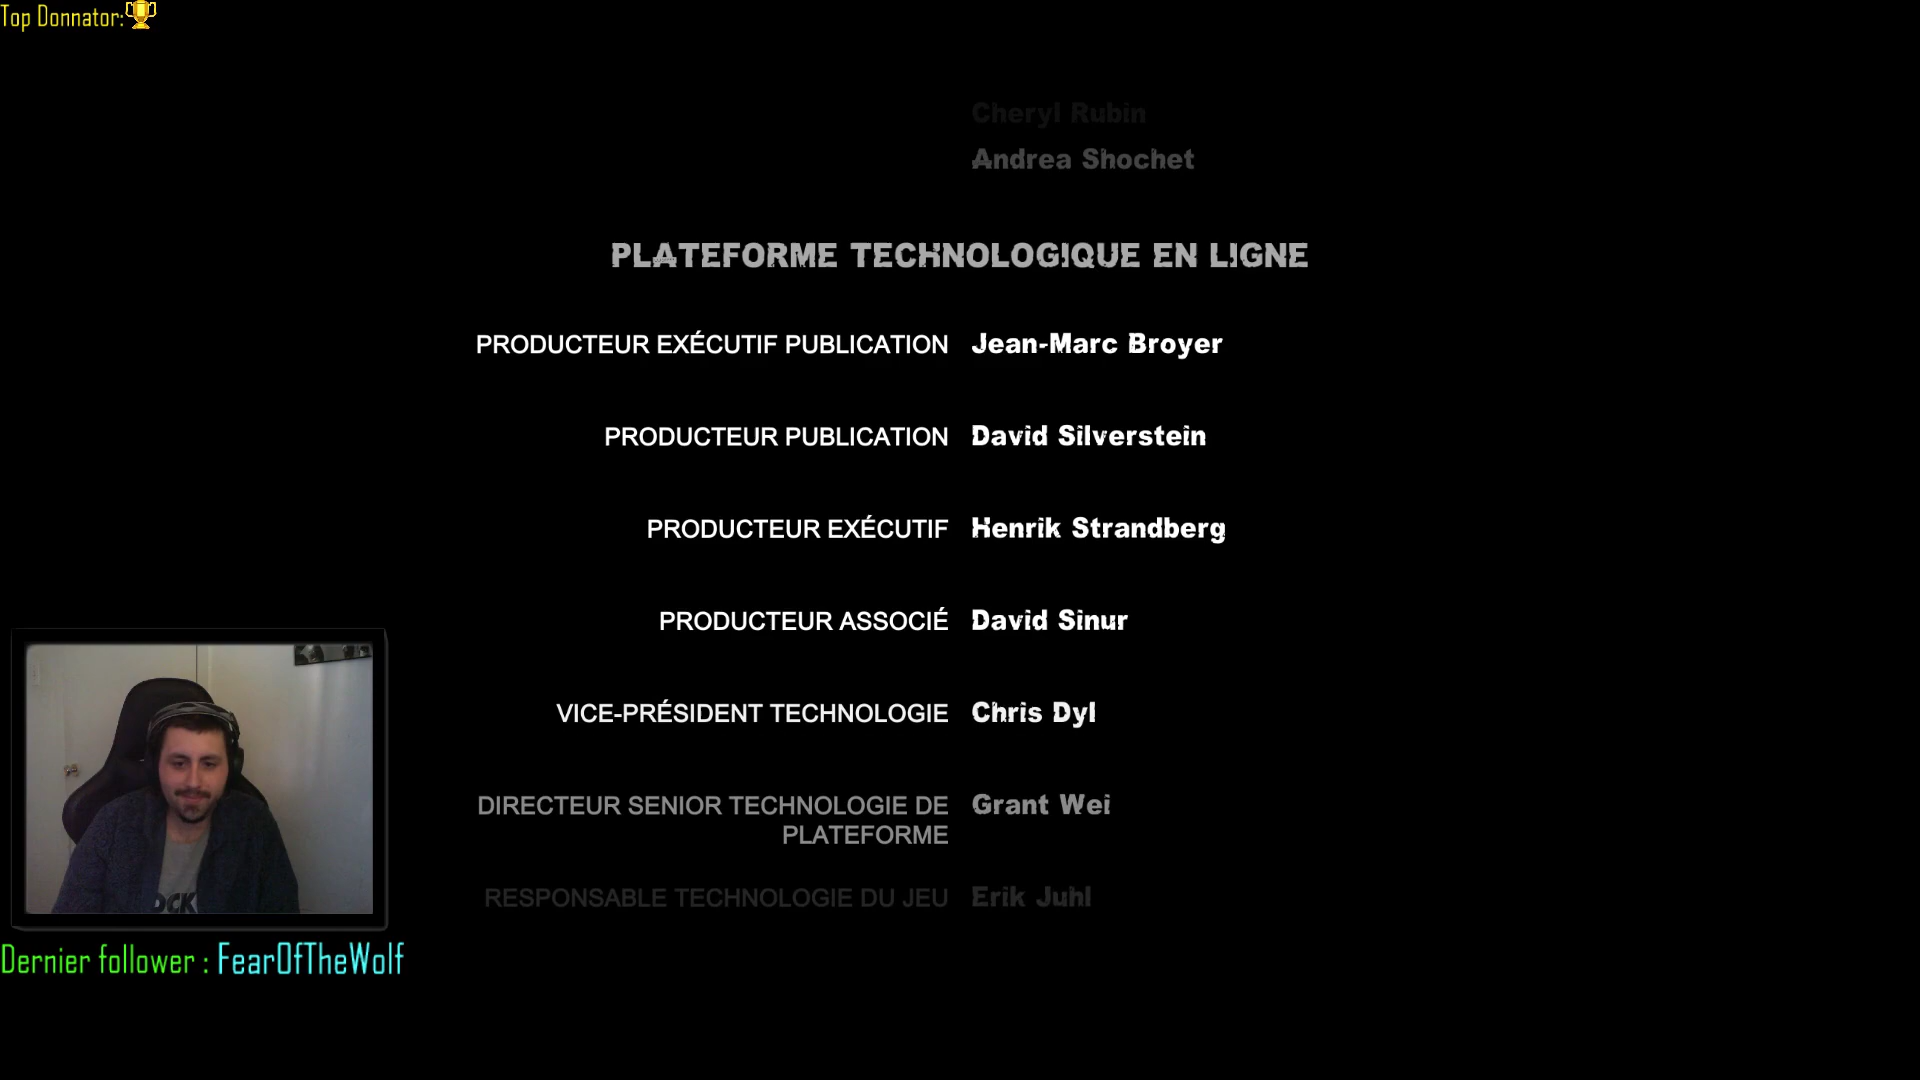 Top Donnator:
Cheryl Rubin
Andrea Shochet
PLATEFORME TECHNOLOGIQUE EN LIGNE
PRODUCTEUR EXÉCUTIF PUBLICATION Jean-Marc Broyer
PRODUCTEUR PUBLICATION David Silverstein
PRODUCTEUR EXÉCUTIF Henrik Strandberg
PRODUCTEUR ASSOCIÉ David Sinur
VICE-PRÉSIDENT TECHNOLOGIE Chris Dyl
DIRECTEUR SENIOR TECHNOLOGIE DE Grant Wei
PLATEFORME
RESPONSABLE TECHNOLOGIE DU JEU Erik Juhl
Dernier follower : FearOfTheWolf